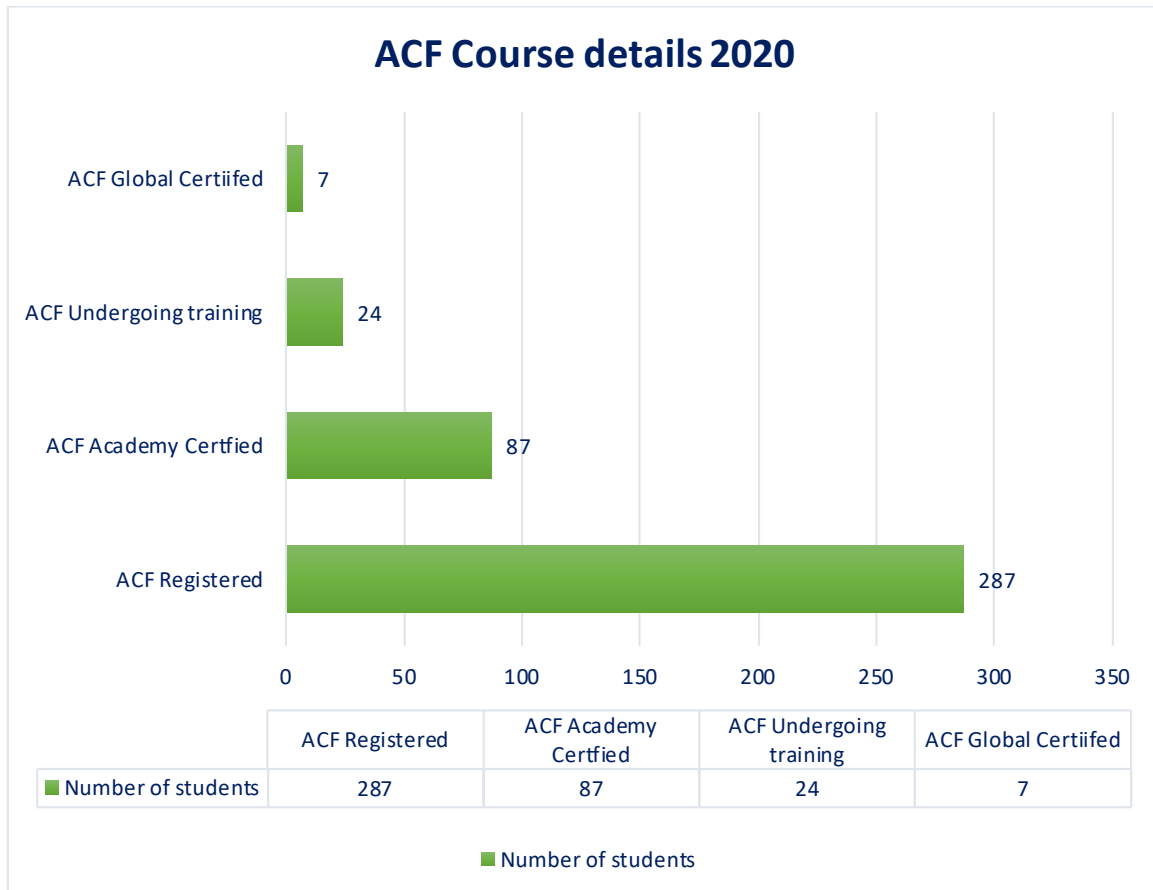 ACF Course details 2020
ACF Global Certiifed
7
ACF Undergoing training
24
ACF Academy Certfied
87
ACF Registered
287
0 50 100 150 200 250 300 350
ACF Registered
ACF Academy
Certfied
ACF Undergoing
training
ACF Global Certiifed
Number of students 287 87 24 7
Number of students